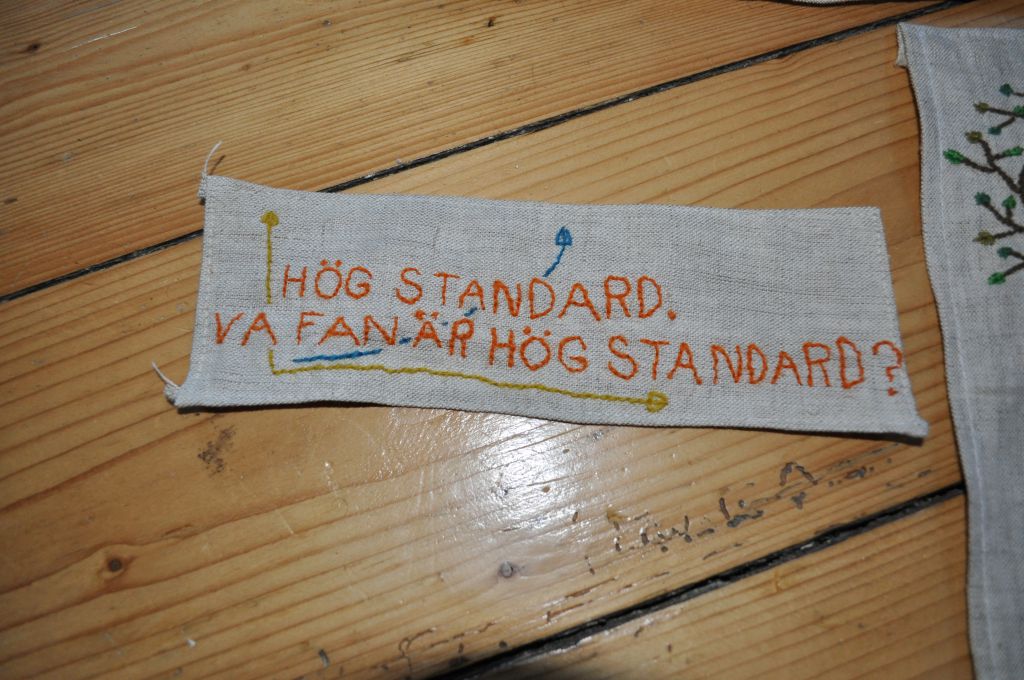 HÖG STANDARD.
VA FAN ÄR HÖG STANDARD?